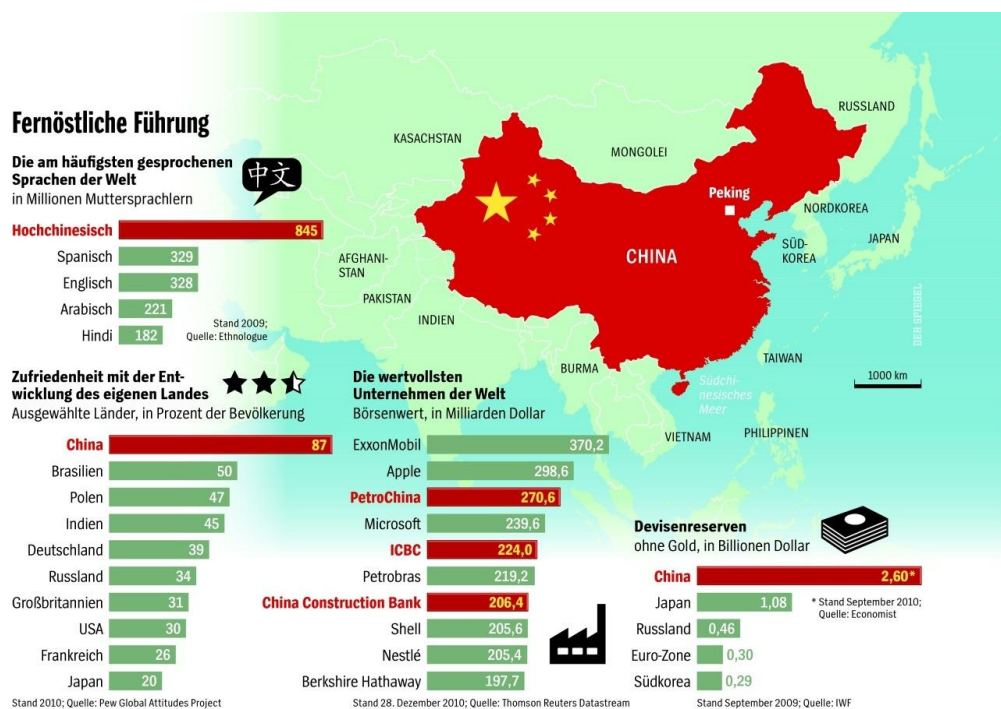 Fernöstliche Führung
Die am häufigsten gesprochenen
Sprachen der Welt
in Millionen Muttersprachlern
中文
Hochchinesisch 845
Spanisch 329
Englisch 328
Arabisch 221
Hindi 182
Stand 2009;
Quelle: Ethnologue
KASACHSTAN
MONGOLEI
RUSSLAND
Peking
NORDKOREA
SÜD-
KOREA
JAPAN
CHINA
AFGHANI-
STAN
PAKISTAN
INDIEN
BURMA
TAIWAN
Südchi-
nesisches
Meer
VIETNAM
PHILIPPINEN
1000 km
DER SPIEGEL
Zufriedenheit mit der Ent-
wicklung des eigenen Landes
Ausgewählte Länder, in Prozent der Bevölkerung
China 87
Brasilien 50
Polen 47
Indien 45
Deutschland 39
Russland 34
Großbritannien 31
USA 30
Frankreich 26
Japan 20
Stand 2010; Quelle: Pew Global Attitudes Project
Die wertvollsten
Unternehmen der Welt
Börsenwert, in Milliarden Dollar
ExxonMobil 370,2
Apple 298,6
PetroChina 270,6
Microsoft 239,6
ICBC 224,0
Petrobras 219,2
China Construction Bank 206,4
Shell 205,6
Nestlé 205,4
Berkshire Hathaway 197,7
Stand 28. Dezember 2010; Quelle: Thomson Reuters Datastream
Devisenreserven
ohne Gold, in Billionen Dollar
China 2,60*
Japan 1,08
Russland 0,46
Euro-Zone 0,30
Südkorea 0,29
* Stand September 2010;
Quelle: Economist
Stand September 2009; Quelle: IWF